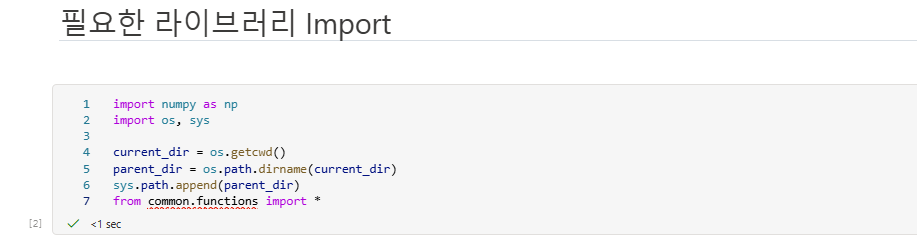 필요한 라이브러리 Import
1 import numpy as np
2 import os, sys
3
4 current_dir = os.getcwd()
5 parent_dir = os.path.dirname(current_dir)
6 sys.path.append(parent_dir)
7 from common.functions import *
[2] ✓ <1 sec